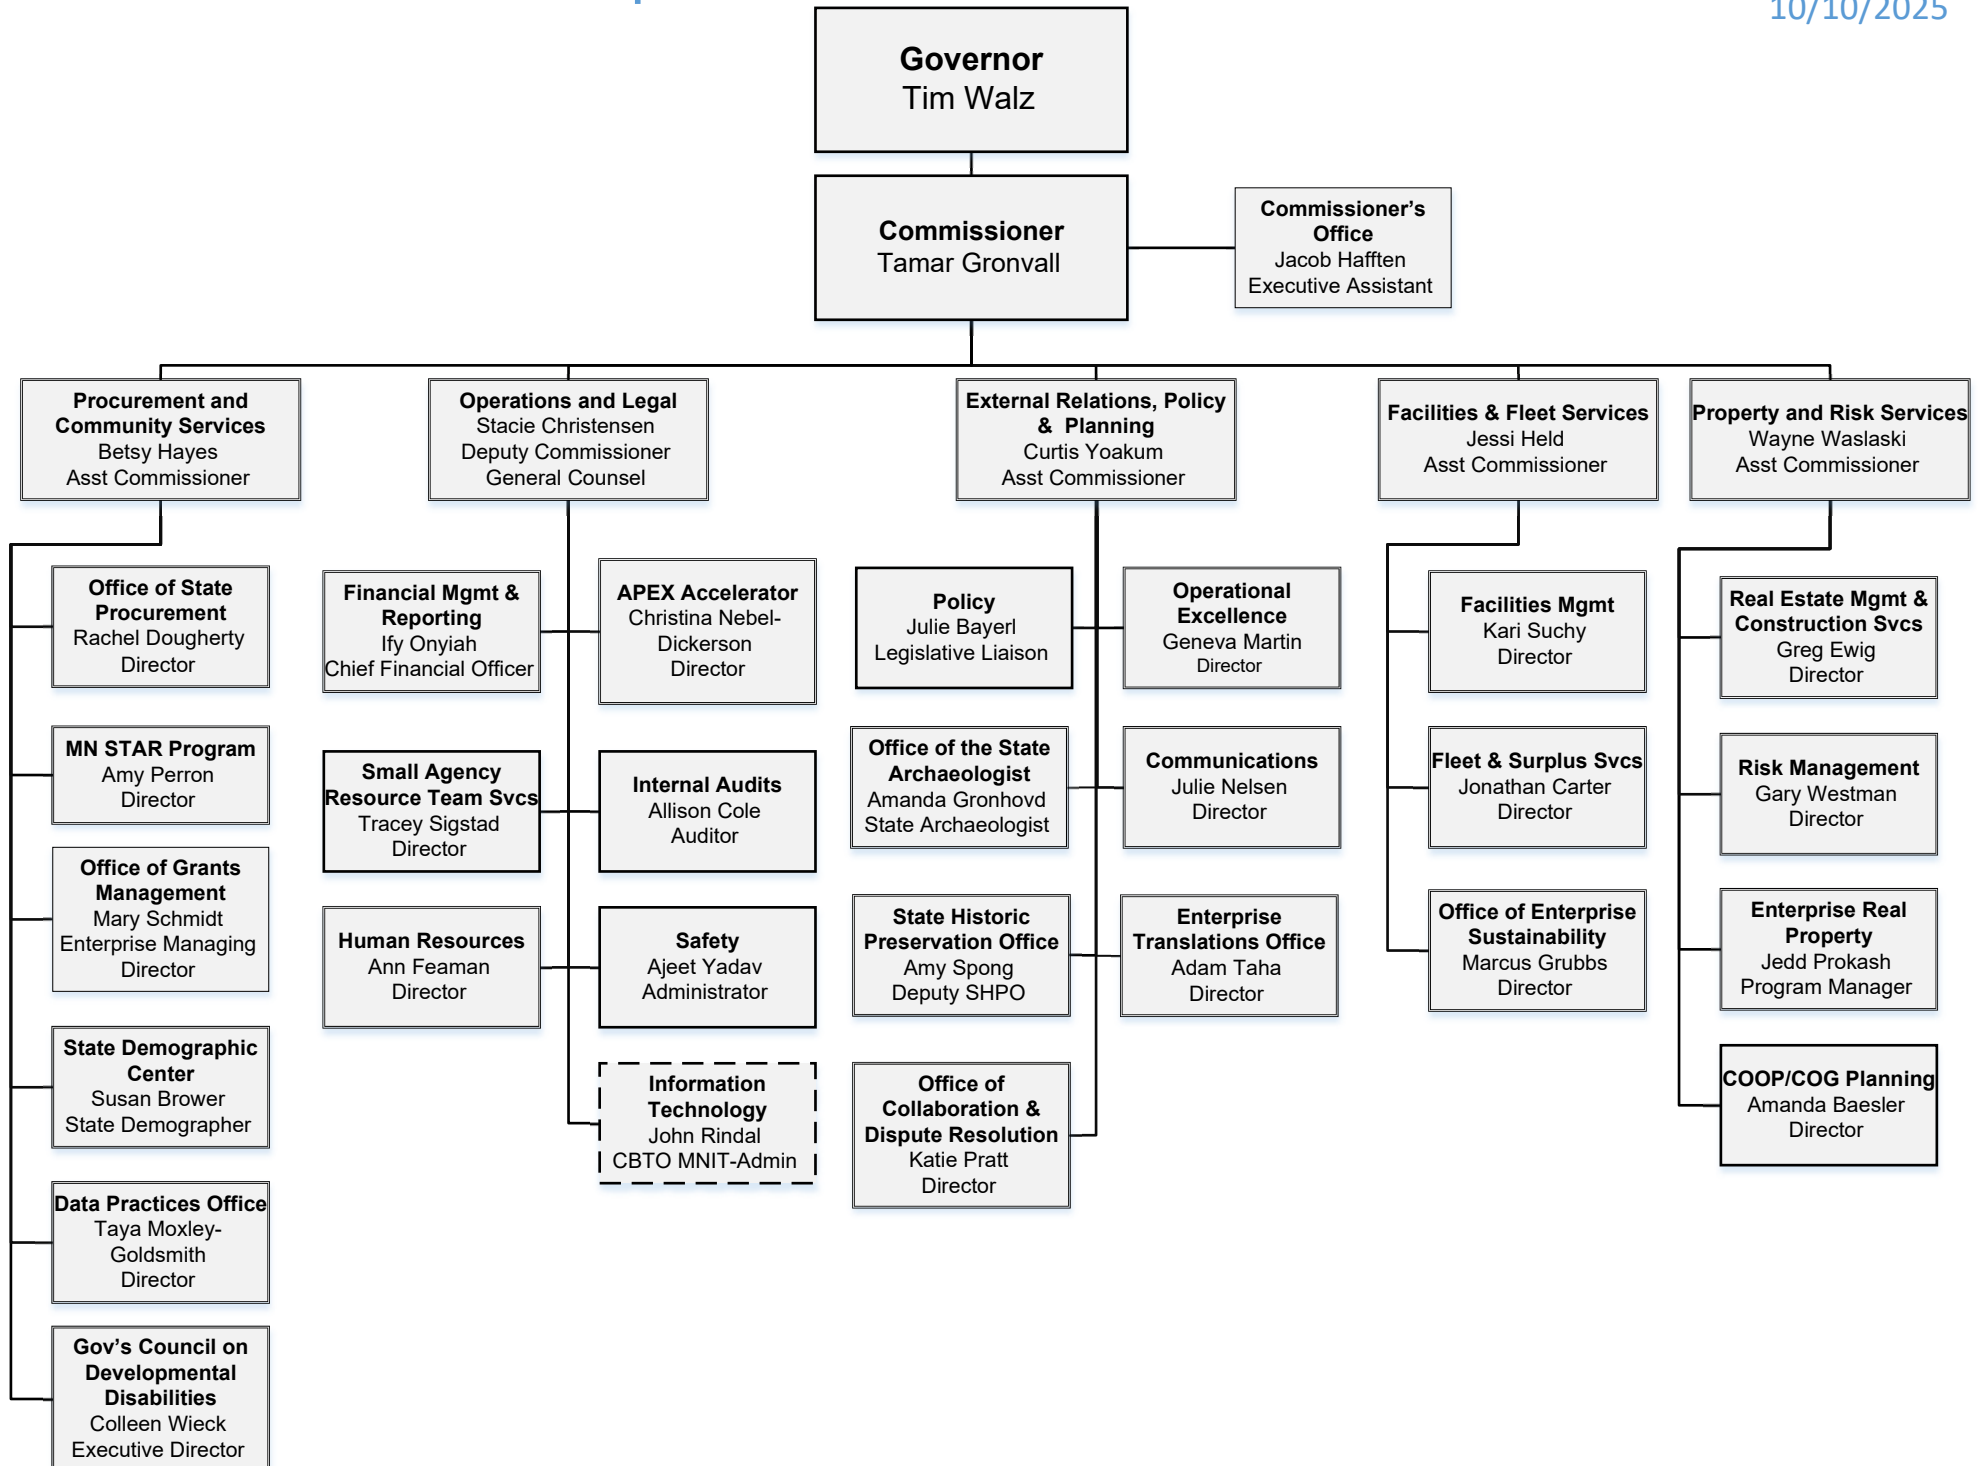 10/10/2025
Governor
Tim Walz
Commissioner
Tamar Gronvall
Commissioner’s
Office
Jacob Hafften
Executive Assistant
Procurement and
Community Services
Betsy Hayes
Asst Commissioner
Operations and Legal
Stacie Christensen
Deputy Commissioner
General Counsel
External Relations, Policy
& Planning
Curtis Yoakum
Asst Commissioner
Facilities & Fleet Services
Jessi Held
Asst Commissioner
Property and Risk Services
Wayne Waslaski
Asst Commissioner
Office of State
Procurement
Rachel Dougherty
Director
MN STAR Program
Amy Perron
Director
Office of Grants
Management
Mary Schmidt
Enterprise Managing
Director
State Demographic
Center
Susan Brower
State Demographer
Data Practices Office
Taya Moxley-
Goldsmith
Director
Gov’s Council on
Developmental
Disabilities
Colleen Wieck
Executive Director
Financial Mgmt &
Reporting
Ify Onyiah
Chief Financial Officer
APEX Accelerator
Christina Nebel-
Dickerson
Director
Small Agency
Resource Team Svcs
Tracey Sigstad
Director
Internal Audits
Allison Cole
Auditor
Human Resources
Ann Feaman
Director
Safety
Ajeet Yadav
Administrator
Information
Technology
John Rindal
CBTO MNIT-Admin
Policy
Julie Bayerl
Legislative Liaison
Operational
Excellence
Geneva Martin
Director
Office of the State
Archaeologist
Amanda Gronhovd
State Archaeologist
Communications
Julie Nelsen
Director
State Historic
Preservation Office
Amy Spong
Deputy SHPO
Enterprise
Translations Office
Adam Taha
Director
Office of
Collaboration &
Dispute Resolution
Katie Pratt
Director
Facilities Mgmt
Kari Suchy
Director
Fleet & Surplus Svcs
Jonathan Carter
Director
Office of Enterprise
Sustainability
Marcus Grubbs
Director
Real Estate Mgmt &
Construction Svcs
Greg Ewig
Director
Risk Management
Gary Westman
Director
Enterprise Real
Property
Jedd Prokash
Program Manager
COOP/COG Planning
Amanda Baesler
Director